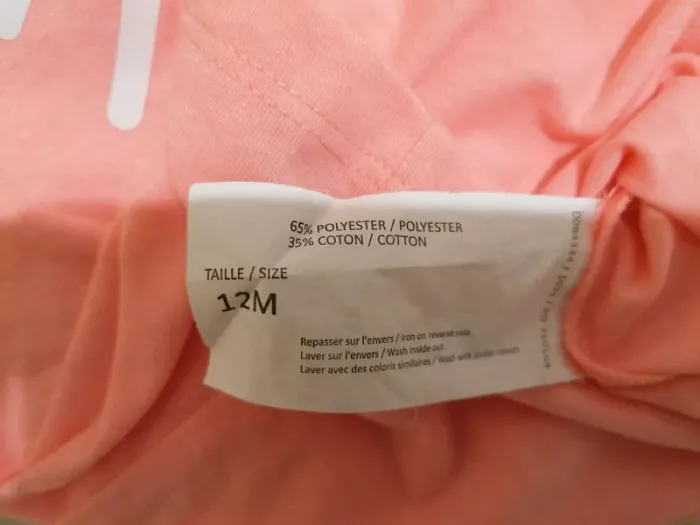 65% POLYESTER / POLYESTER
35% COTON / COTTON
TAILLE / SIZE
12M
Repasser sur l'envers / Iron on reverse side
Laver sur l'envers / Wash inside out
Laver avec des coloris similaires / Wash with similar colours